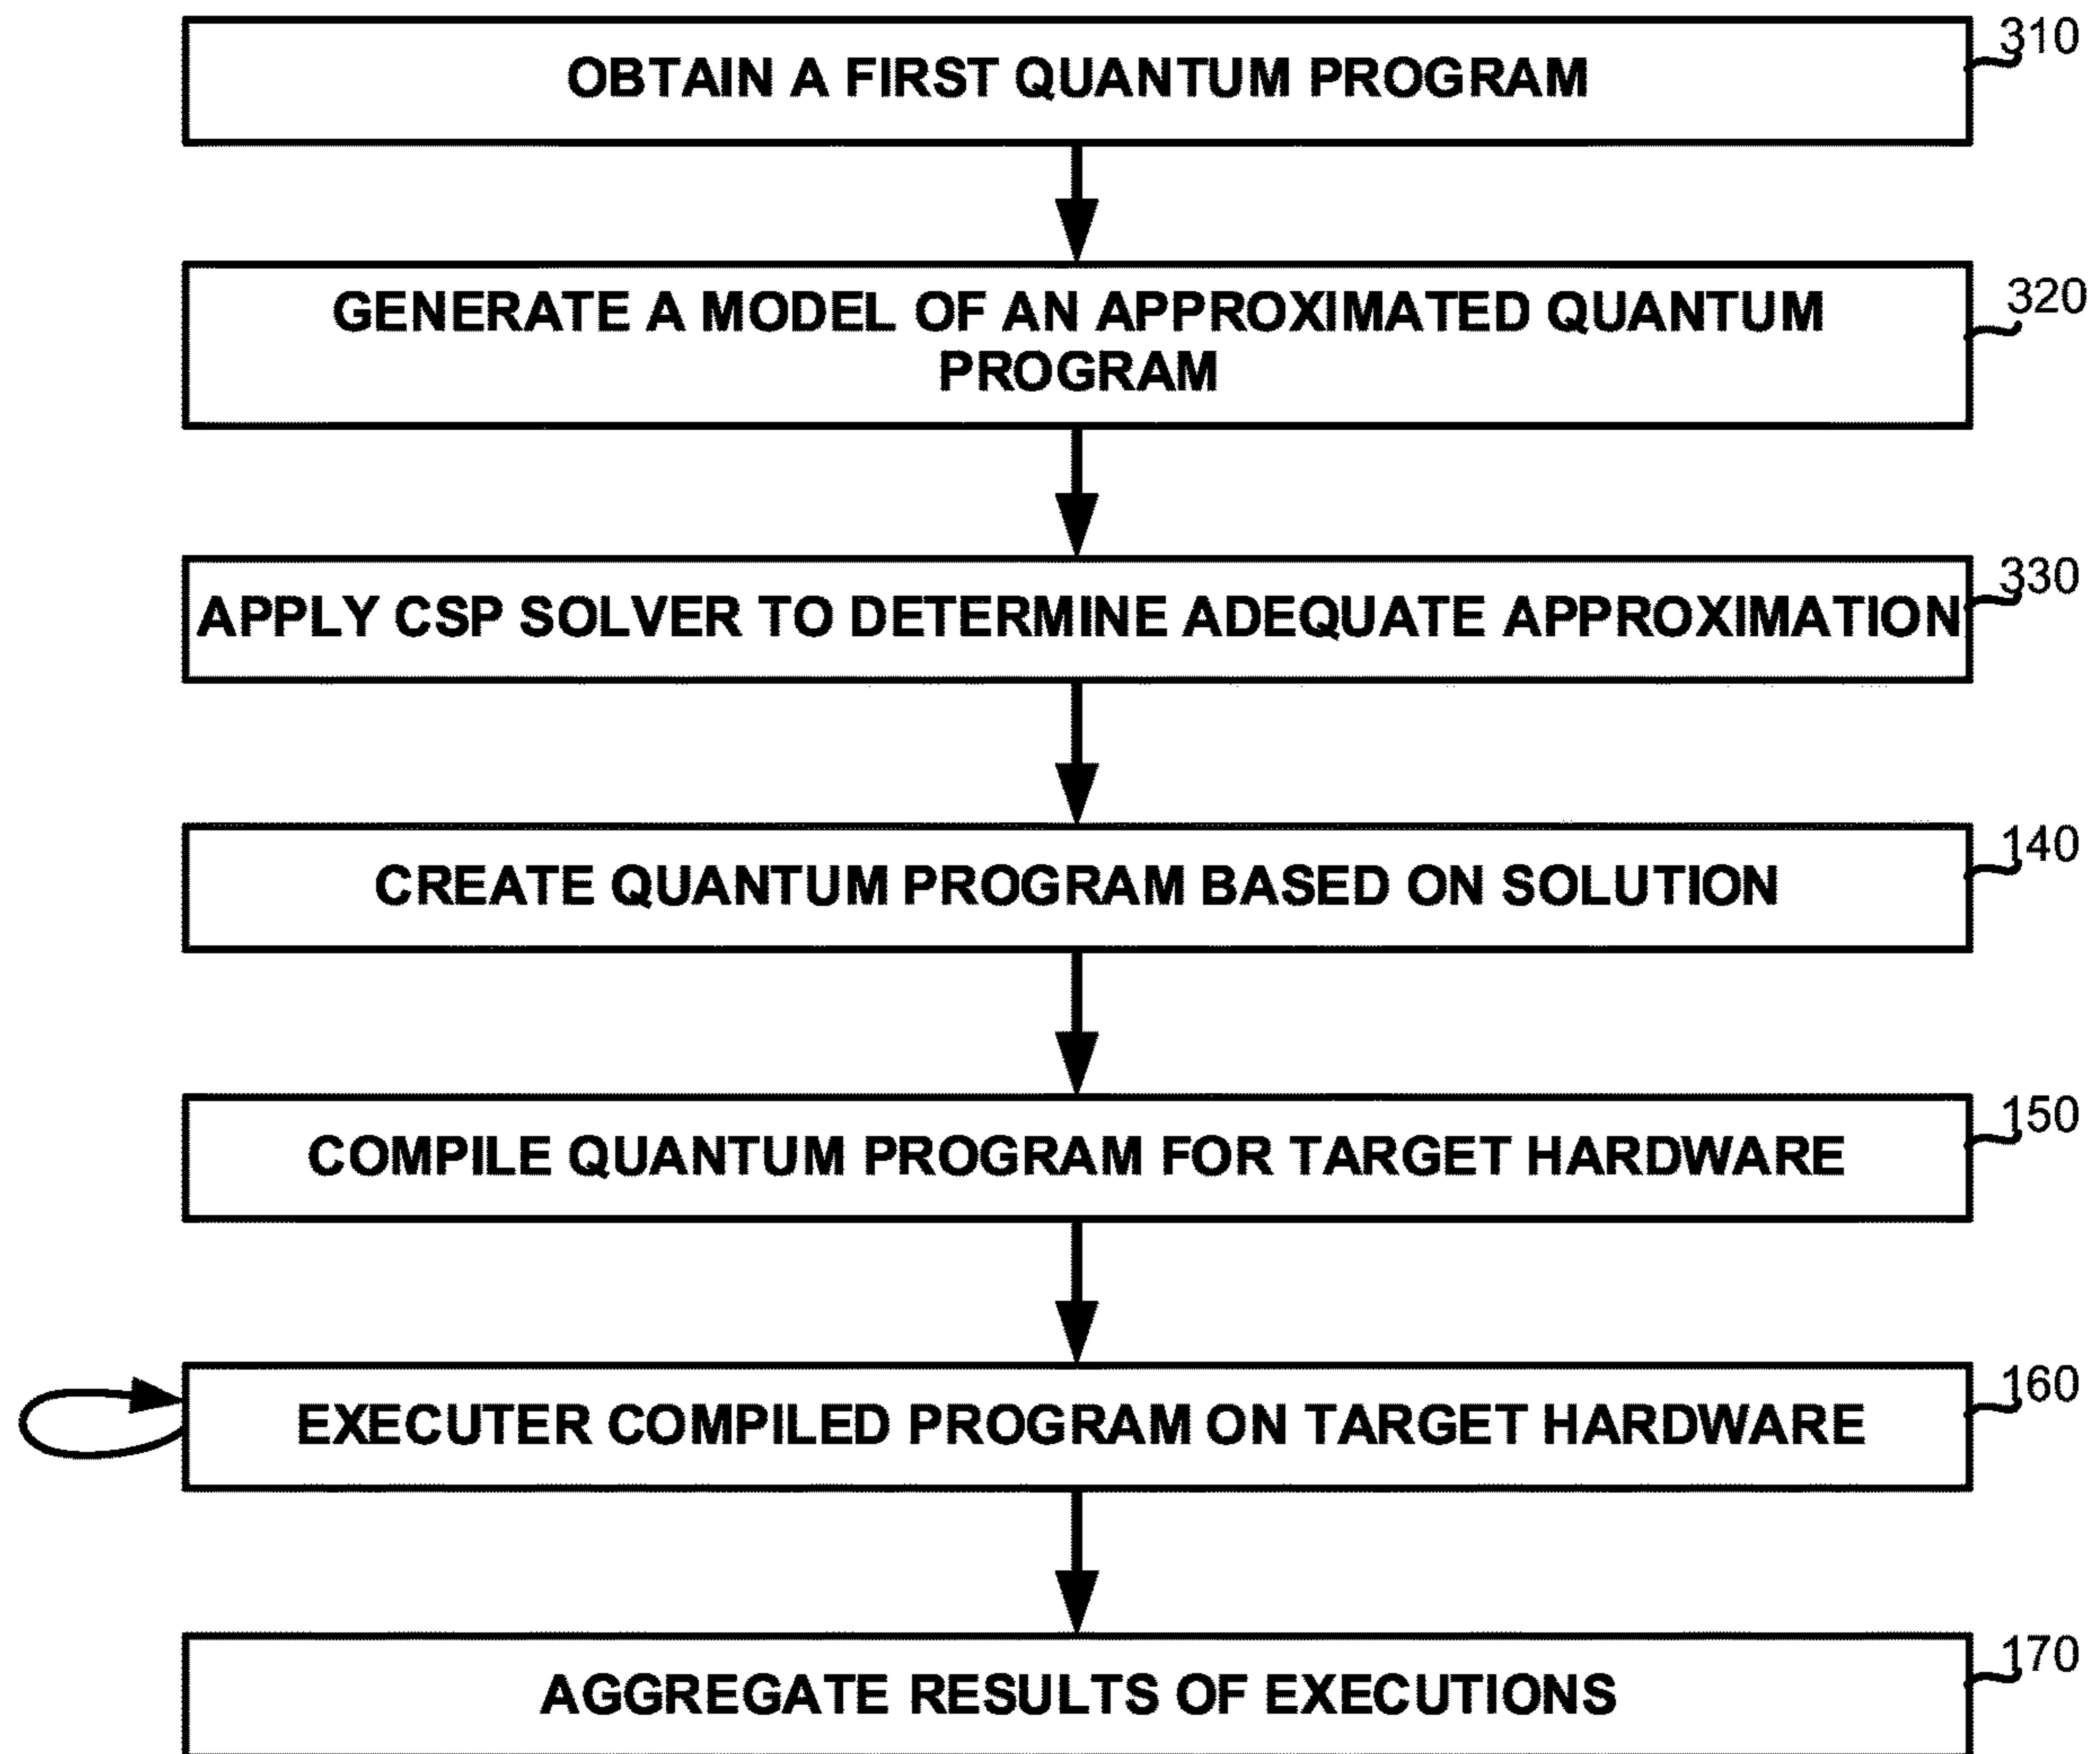 310
OBTAIN A FIRST QUANTUM PROGRAM
320
GENERATE A MODEL OF AN APPROXIMATED QUANTUM
PROGRAM
330
APPLY CSP SOLVER TO DETERMINE ADEQUATE APPROXIMATION
140
CREATE QUANTUM PROGRAM BASED ON SOLUTION
150
COMPILE QUANTUM PROGRAM FOR TARGET HARDWARE
160
EXECUTER COMPILED PROGRAM ON TARGET HARDWARE
170
AGGREGATE RESULTS OF EXECUTIONS